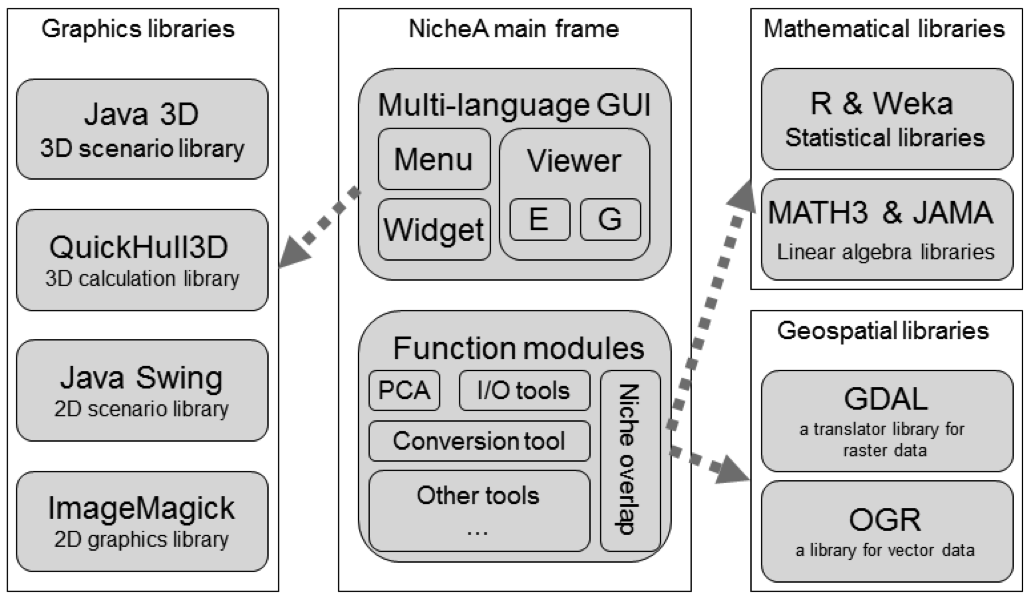 Graphics libraries
Java 3D
3D scenario library
QuickHull3D
3D calculation library
Java Swing
2D scenario library
ImageMagick
2D graphics library
NicheA main frame
Multi-language GUI
Menu
Widget
Viewer
E
G
Function modules
PCA
I/O tools
Conversion tool
Other tools
...
Niche overlap
Mathematical libraries
R & Weka
Statistical libraries
MATH3 & JAMA
Linear algebra libraries
Geospatial libraries
GDAL
a translator library for
raster data
OGR
a library for vector data